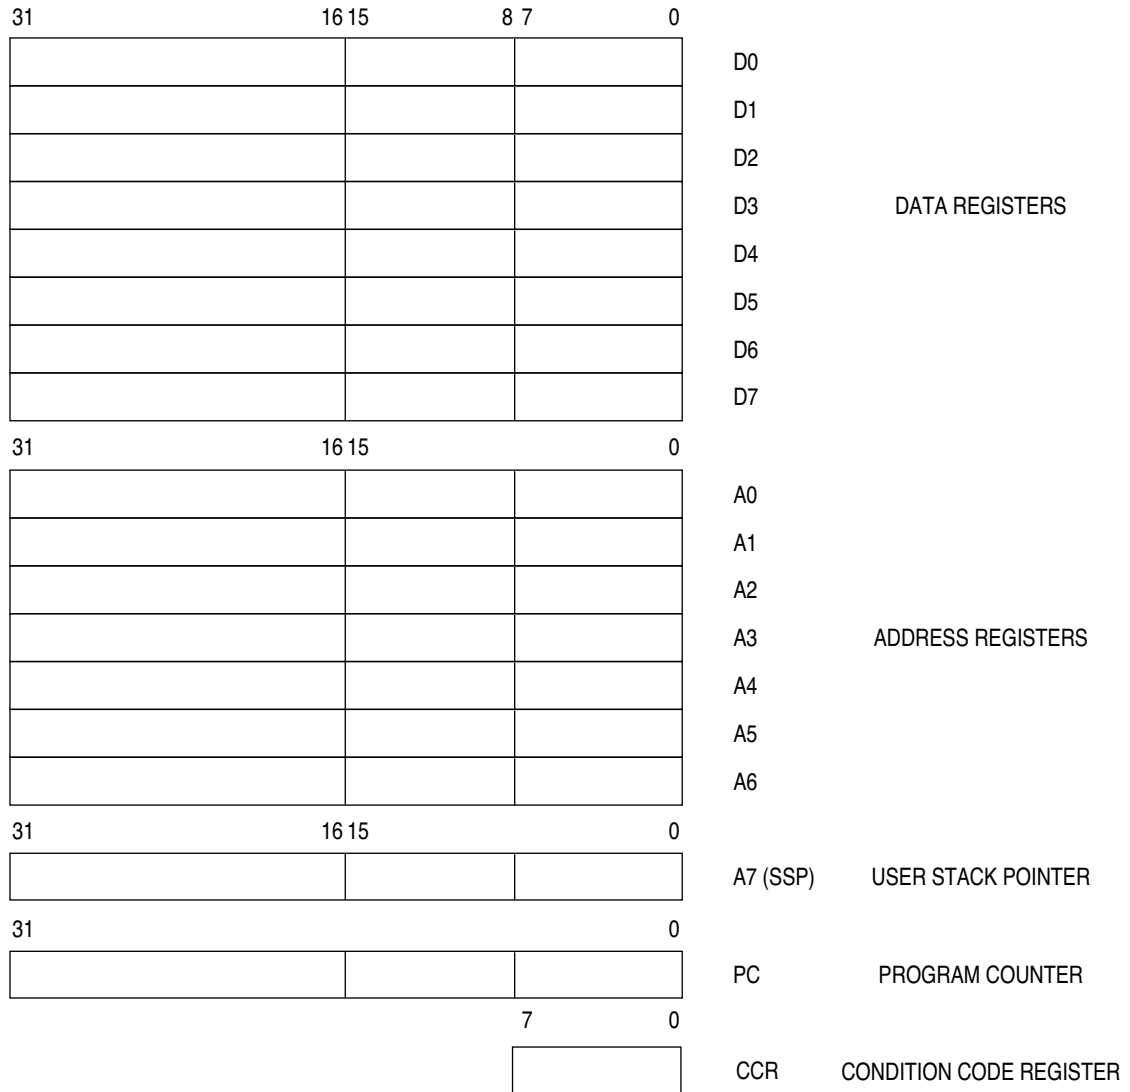 31 16 15 8 7 0
D0
D1
D2
D3 DATA REGISTERS
D4
D5
D6
D7
31 16 15 0
A0
A1
A2
A3 ADDRESS REGISTERS
A4
A5
A6
31 16 15 0
A7 (SSP) USER STACK POINTER
31 0
PC PROGRAM COUNTER
7 0
CCR CONDITION CODE REGISTER